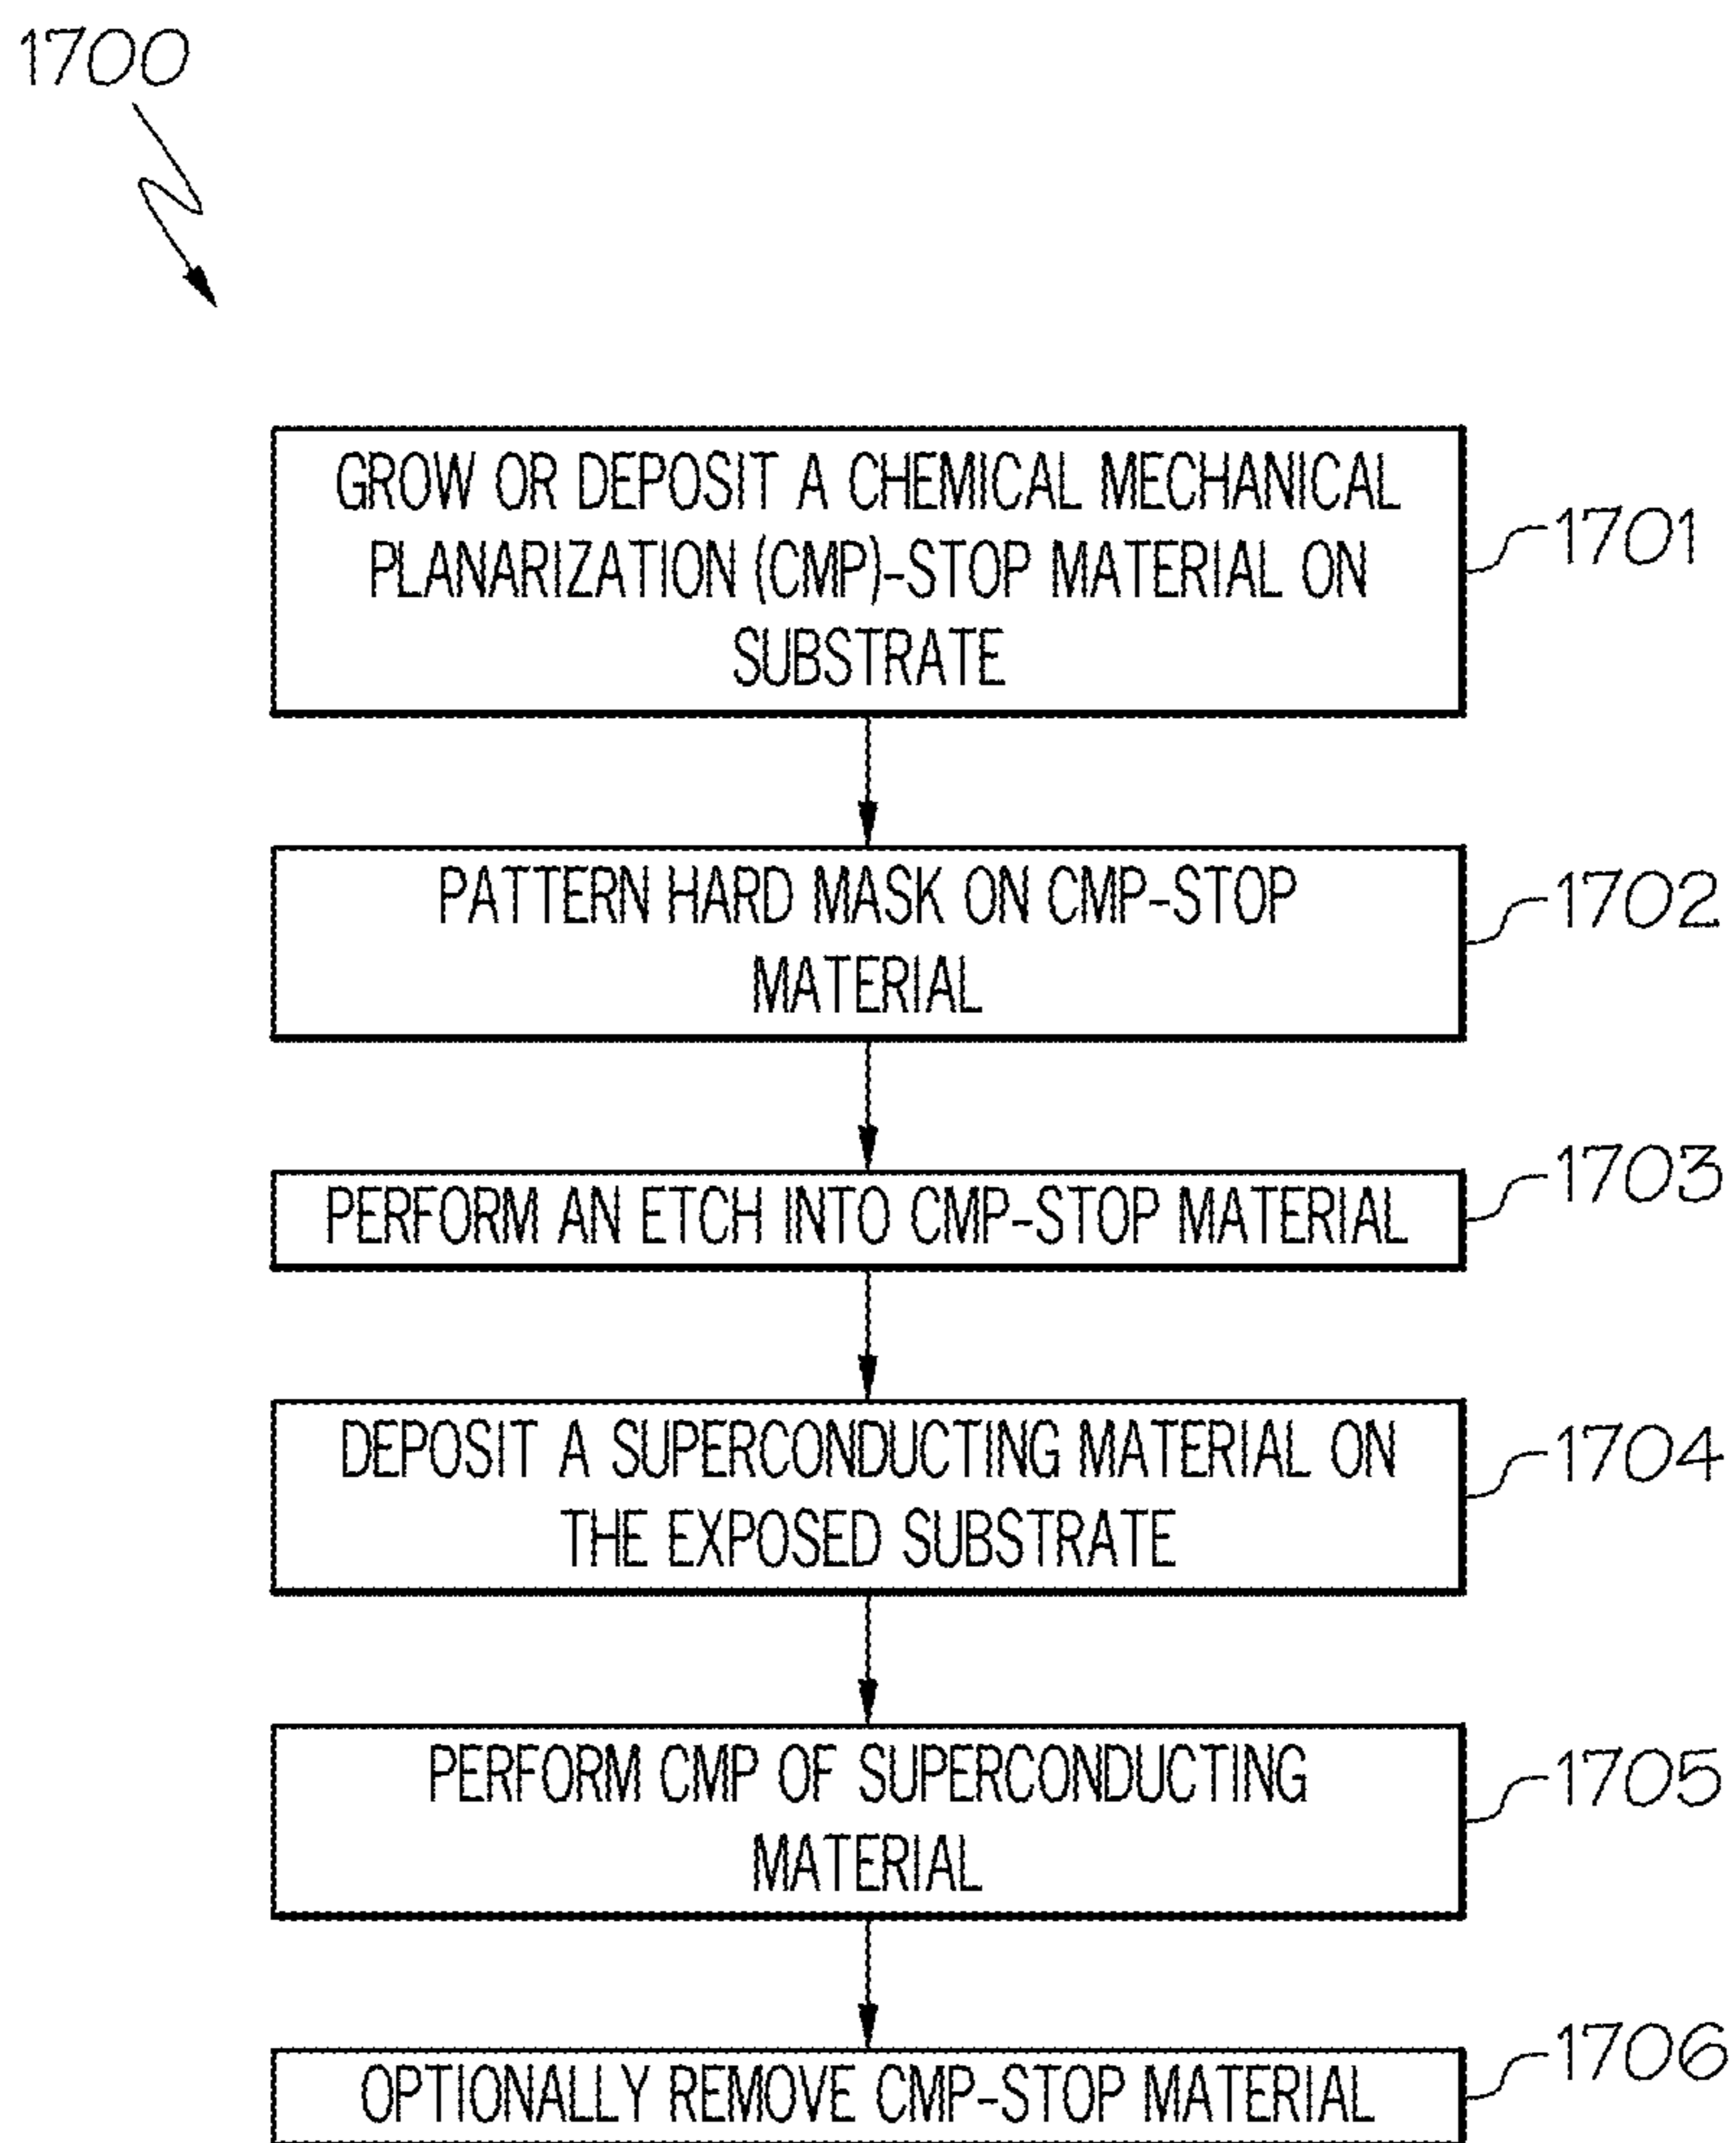 1700
GROW OR DEPOSIT A CHEMICAL MECHANICAL
PLANARIZATION (CMP)-STOP MATERIAL ON
SUBSTRATE
1701
PATTERN HARD MASK ON CMP-STOP
MATERIAL
1702
PERFORM AN ETCH INTO CMP-STOP MATERIAL
1703
DEPOSIT A SUPERCONDUCTING MATERIAL ON
THE EXPOSED SUBSTRATE
1704
PERFORM CMP OF SUPERCONDUCTING
MATERIAL
1705
OPTIONALLY REMOVE CMP-STOP MATERIAL
1706